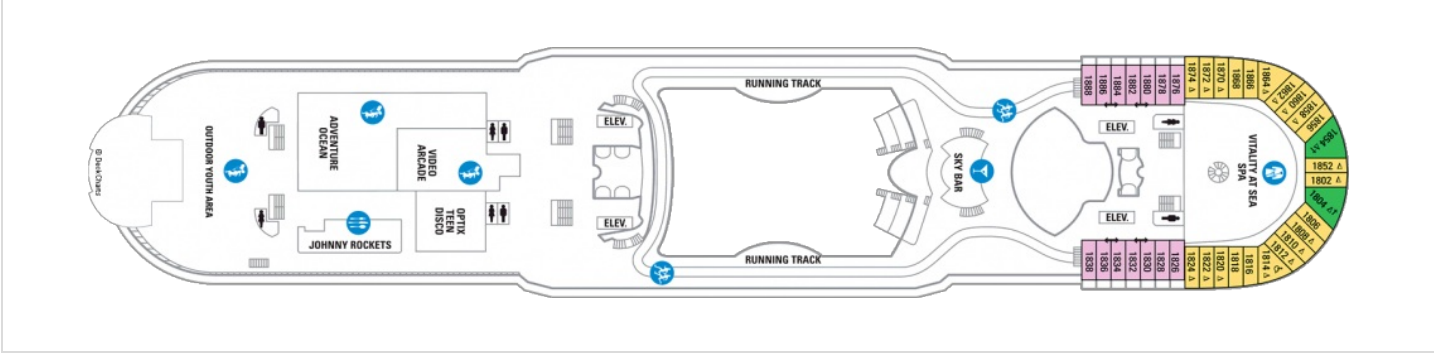 © DeckCharts
OUTDOOR YOUTH AREA
ADVENTURE
OCEAN
VIDEO
ARCADE
OPTIX
TEEN
DISCO
JOHNNY ROCKETS
ELEV.
ELEV.
RUNNING TRACK
RUNNING TRACK
SKY BAR
ELEV.
ELEV.
VITALITY AT SEA
SPA
1888
1886
1884
1882
1880
1878
1876
1874
1872
1870
1868
1866
1864
1862
1860
1858
1856
1854
1852
1802
1804
1806
1808
1810
1812
1814
1816
1818
1820
1822
1824
1826
1828
1830
1832
1834
1836
1838